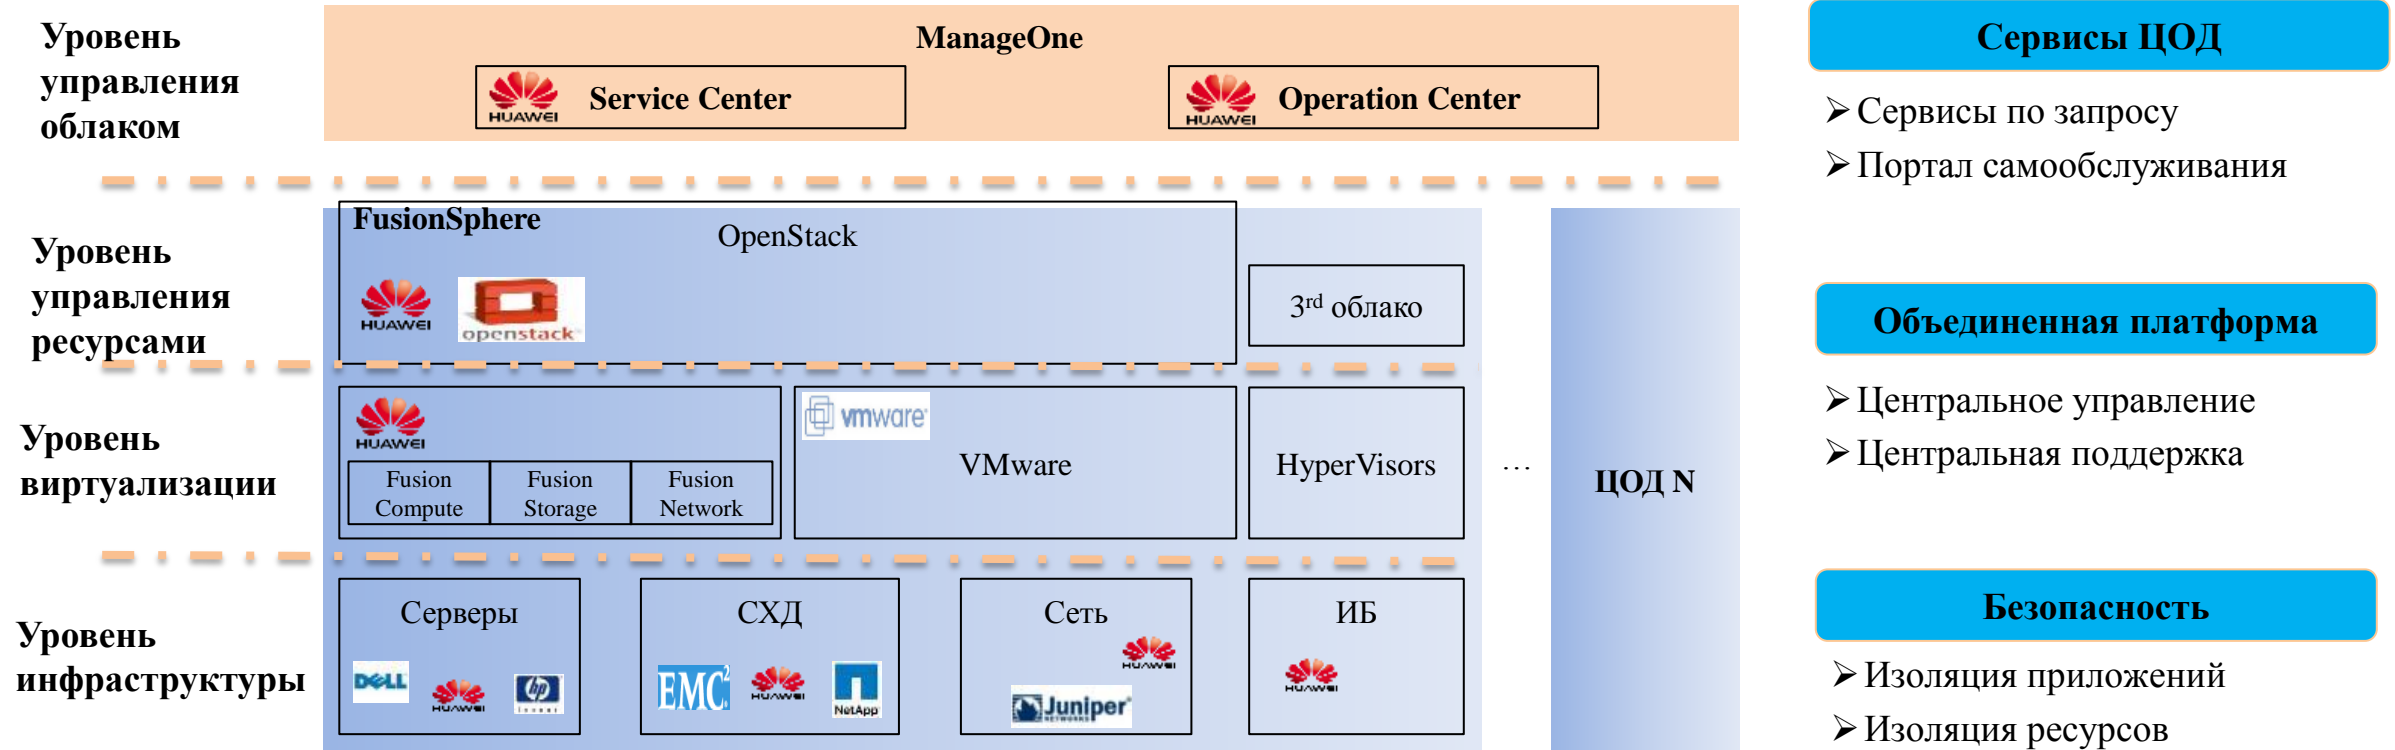 Уровень
управления
облаком
ManageOne
HUAWEI
Service Center
HUAWEI
Operation Center
Сервисы ЦОД
Сервисы по запросу
Портал самообслуживания
Уровень
управления
ресурсами
FusionSphere
OpenStack
HUAWEI
openstack
3rd облако
Объединенная платформа
Центральное управление
Центральная поддержка
Уровень
виртуализации
HUAWEI
Fusion
Compute
Fusion
Storage
Fusion
Network
vmware
VMware
HyperVisors
...
ЦОД N
Уровень
инфраструктуры
Серверы
DELL
HUAWEI
hp
invent
СХД
EMC2
HUAWEI
NetApp
Сеть
HUAWEI
Juniper
NETWORKS
ИБ
HUAWEI
Безопасность
Изоляция приложений
Изоляция ресурсов